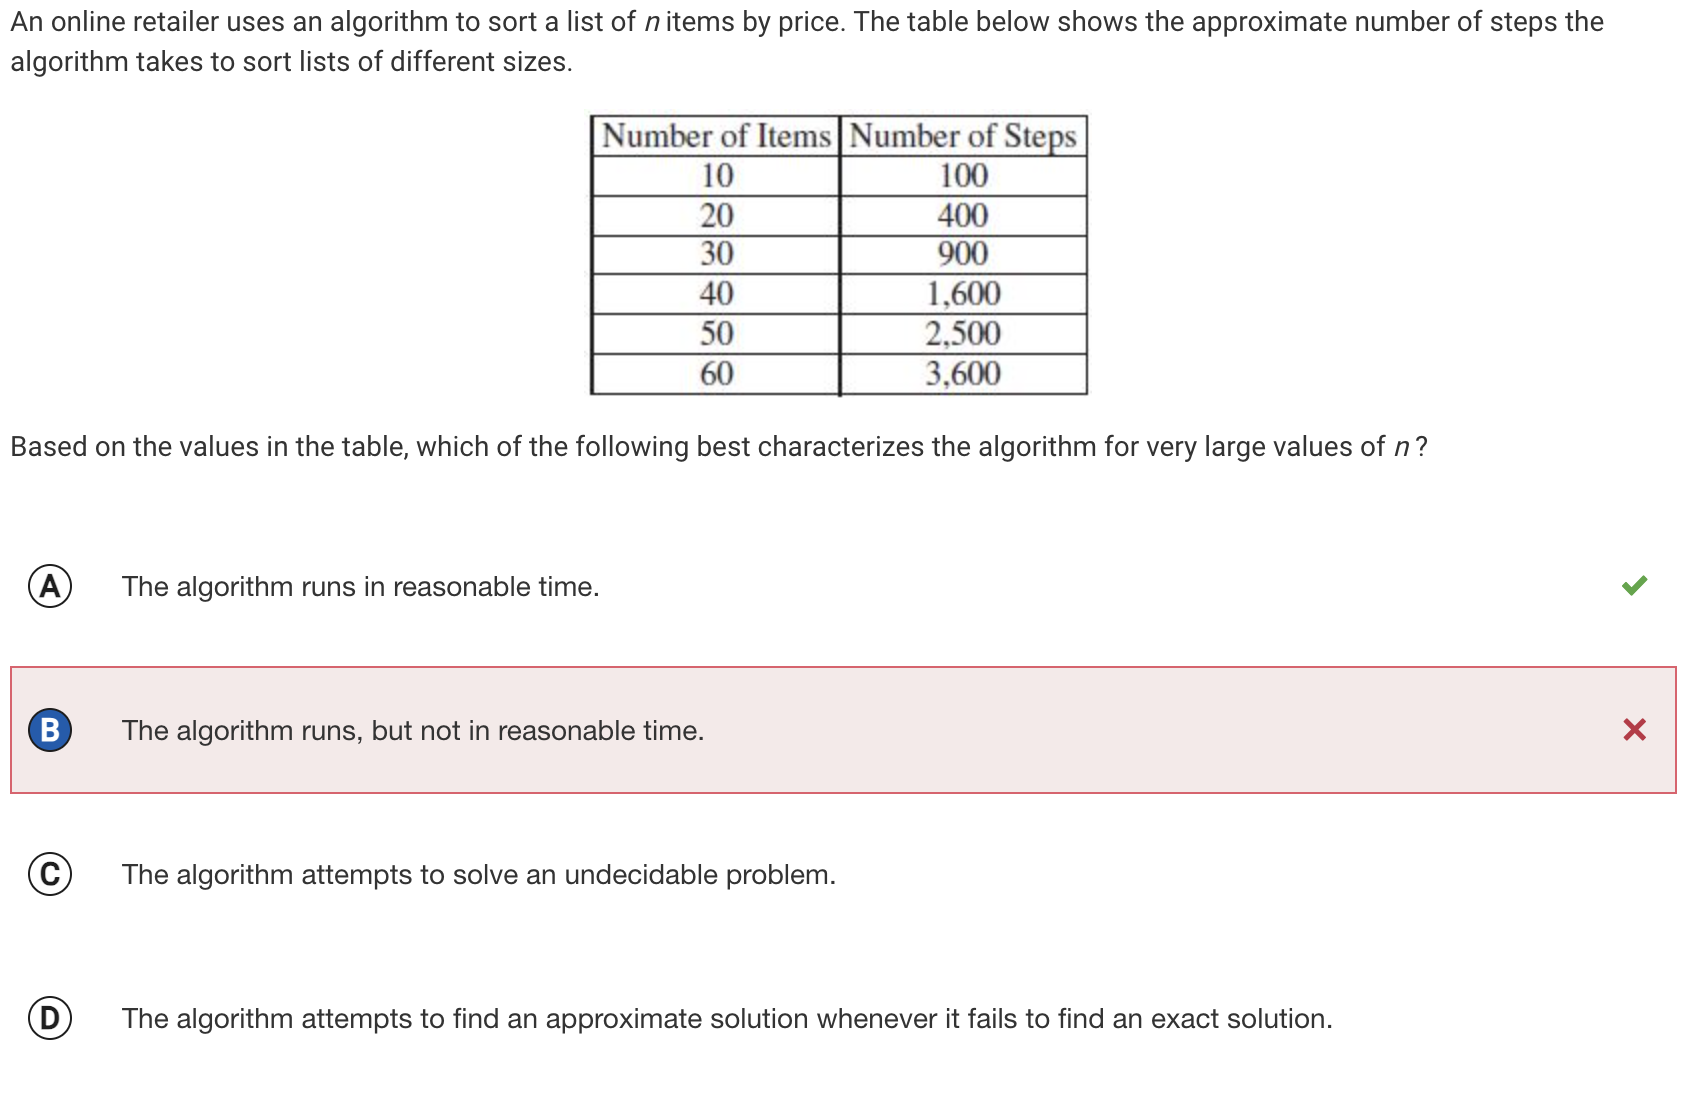 An online retailer uses an algorithm to sort a list of n items by price. The table below shows the approximate number of steps the
algorithm takes to sort lists of different sizes.
Number of Items Number of Steps
10 100
20 400
30 900
40 1,600
50 2,500
60 3,600
Based on the values in the table, which of the following best characterizes the algorithm for very large values of n ?
A The algorithm runs in reasonable time.
B The algorithm runs, but not in reasonable time.
C The algorithm attempts to solve an undecidable problem.
D The algorithm attempts to find an approximate solution whenever it fails to find an exact solution.